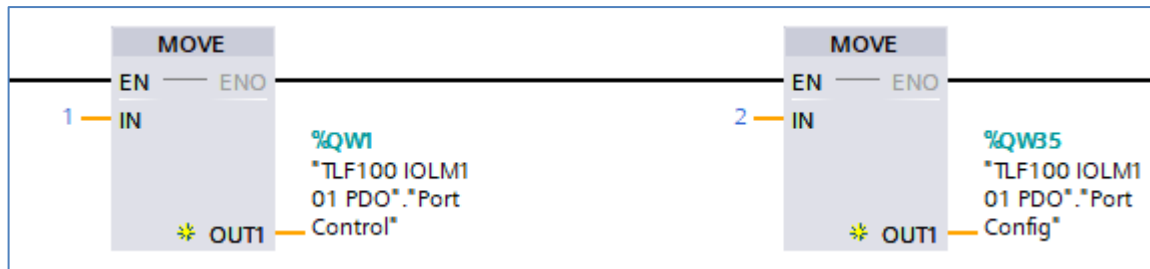 MOVE
EN ENO
1 IN
%QW1
"TLF100 IOLM1
01 PDO"."Port
Control"
OUT1
MOVE
EN ENO
2 IN
%QW35
"TLF100 IOLM1
01 PDO"."Port
Config"
OUT1